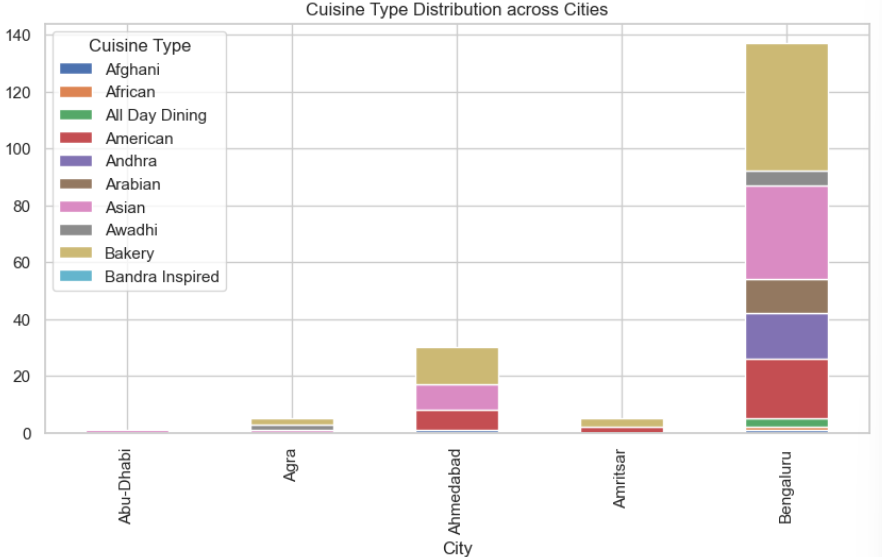 Cuisine Type Distribution across Cities
140
120
100
80
60
40
20
0
Cuisine Type
Afghani
African
All Day Dining
American
Andhra
Arabian
Asian
Awadhi
Bakery
Bandra Inspired
Abu-Dhabi
Agra
Ahmedabad
Amritsar
Bengaluru
City